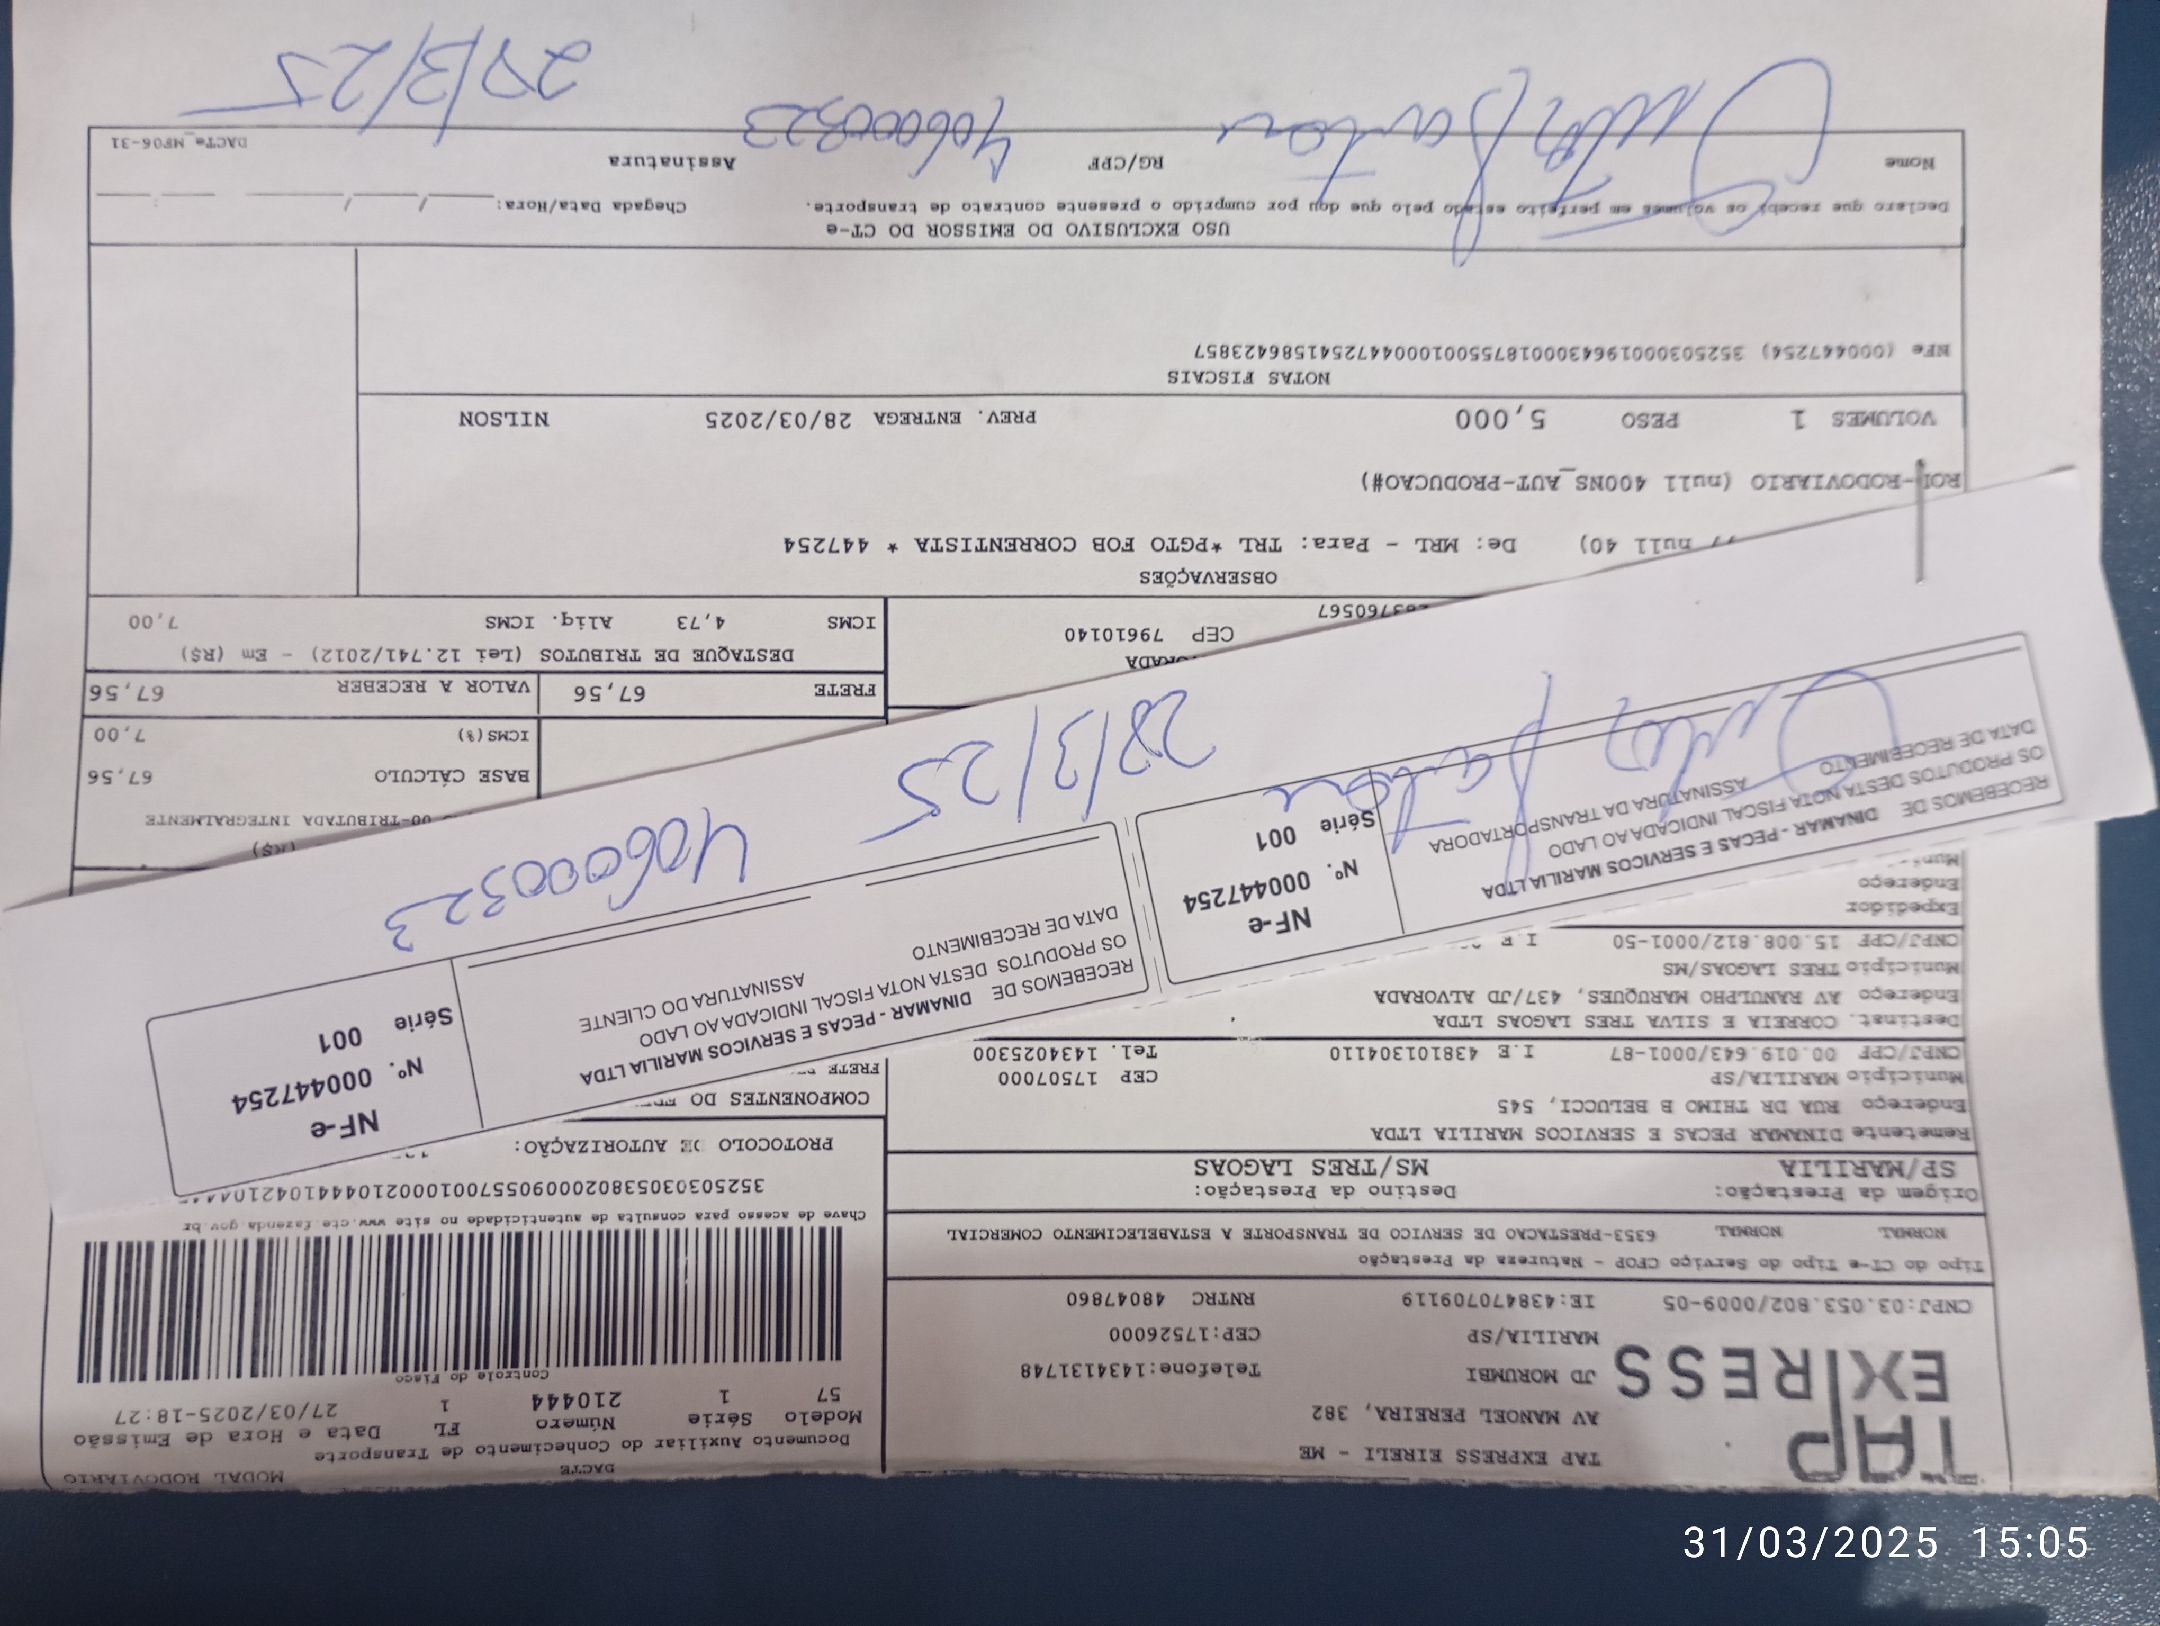 TAP
EXPRESS
TAP EXPRESS EIRELI - ME
AV MANOEL PEREIRA, 382
JD MORUMBI Telefone:1434131748
MARILIA/SP CEP:17526000
CNPJ:03.053.802/0009-05 IE:438470709119 RNTRC 48047860
DACTE MODAL RODOVIARIO
Documento Auxiliar do Conhecimento de Transporte
Modelo Série Número FL Data e Hora de Emissão
57 1 210444 1 27/03/2025-18:27
Controle do Fisco
Chave de acesso para consulta de autenticidade no site www.cte.fazenda.gov.br
PROTOCOLO DE AUTORIZAÇÃO:
Tipo do CT-e Tipo do Serviço CFOP - Natureza da Prestação
NORMAL NORMAL 6353-PRESTACAO DE SERVICO DE TRANSPORTE A ESTABELECIMENTO COMERCIAL
Origem da Prestação: Destino da Prestação:
SP/MARILIA MS/TRES LAGOAS
Remetente DINAMAR PECAS E SERVICOS MARILIA LTDA
Endereço RUA DR THIMO B BELUCCI, 545
Município MARILIA/SP CEP 17507000
CNPJ/CPF 00.019.643/0001-87 I.E 438101304110 Tel. 1434025300
COMPONENTES DO
FRETE
Destinat. CORREIA E SILVA TRES LAGOAS LTDA
Endereço AV RANULPHO MARUQUES, 437/JD ALVORADA
Município TRES LAGOAS/MS
CNPJ/CPF 15.008.812/0001-50 I.E
Expedidor
Endereço
RECEBEMOS DE DINAMAR - PECAS E SERVICOS MARILIA LTDA
OS PRODUTOS DESTA NOTA FISCAL INDICADA AO LADO
DATA DE RECEBIMENTO ASSINATURA DA TRANSPORTADORA
NF-e
Nº. 000447254
Série 001
RECEBEMOS DE DINAMAR - PECAS E SERVICOS MARILIA LTDA
OS PRODUTOS DESTA NOTA FISCAL INDICADA AO LADO
DATA DE RECEBIMENTO ASSINATURA DO CLIENTE
NF-e
Nº. 000447254
Série 001
28/3/25
40600323
(R$)
00-TRIBUTADA INTEGRALMENTE
BASE CÁLCULO 67,56
ICMS(%) 7,00
FRETE 67,56 VALOR A RECEBER 67,56
DESTAQUE DE TRIBUTOS (Lei 12.741/2012) - Em (R$)
ICMS 4,73 Aliq. ICMS 7,00
CEP 79610140
OBSERVAÇÕES
null 40) De: MRL - Para: TRL *PGTO FOB CORRENTISTA * 447254
ROD-RODOVIARIO (null 400NS_AUT-PRODUCAO#)
VOLUMES 1 PESO 5,000 PREV. ENTREGA 28/03/2025 NILSON
NOTAS FISCAIS
NFe (000447254) 35250300019643000187550010004472541586423857
USO EXCLUSIVO DO EMISSOR DO CT-e
Declaro que recebi os volumes em perfeito estado pelo que dou por cumprido o presente contrato de transporte. Chegada Data/Hora: / / :
Nome RG/CPF Assinatura
DACTe_MF06-31
40600323
31/03/2025 15:05